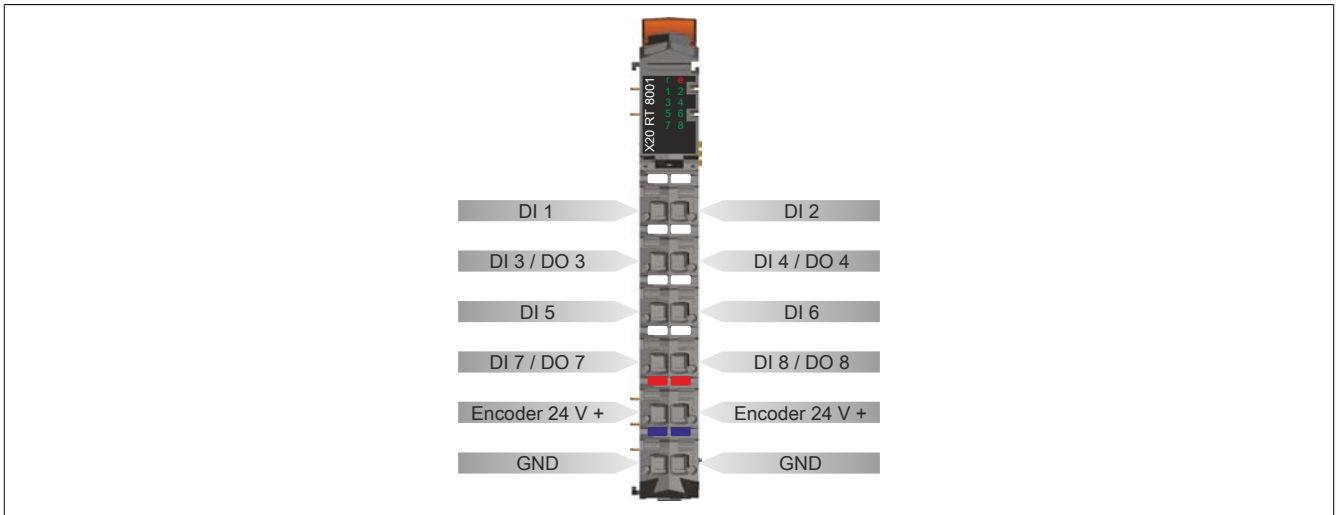 X20 RT 8001
r e
1 2
3 4
5 6
7 8
DI 1
DI 2
DI 3 / DO 3
DI 4 / DO 4
DI 5
DI 6
DI 7 / DO 7
DI 8 / DO 8
Encoder 24 V +
Encoder 24 V +
GND
GND